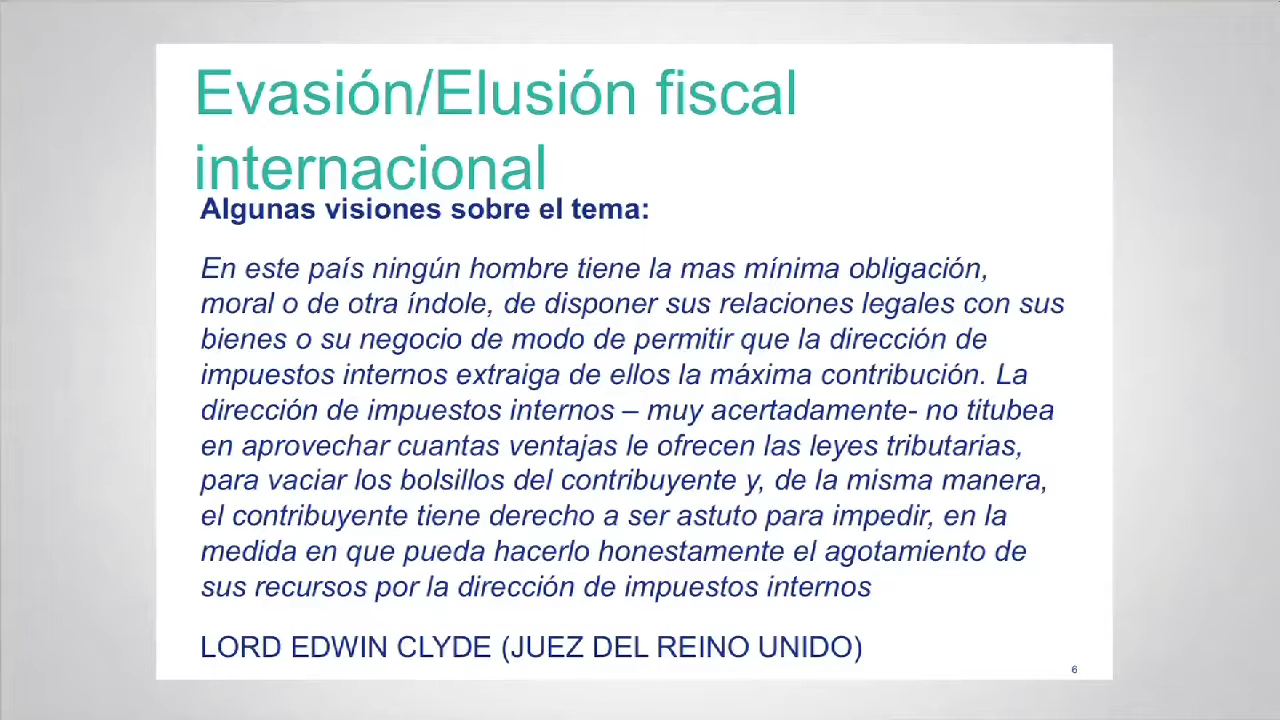 Evasión/Elusión fiscal
internacional
Algunas visiones sobre el tema:
En este país ningún hombre tiene la mas mínima obligación,
moral o de otra índole, de disponer sus relaciones legales con sus
bienes o su negocio de modo de permitir que la dirección de
impuestos internos extraiga de ellos la máxima contribución. La
dirección de impuestos internos – muy acertadamente- no titubea
en aprovechar cuantas ventajas le ofrecen las leyes tributarias,
para vaciar los bolsillos del contribuyente y, de la misma manera,
el contribuyente tiene derecho a ser astuto para impedir, en la
medida en que pueda hacerlo honestamente el agotamiento de
sus recursos por la dirección de impuestos internos
LORD EDWIN CLYDE (JUEZ DEL REINO UNIDO)
6